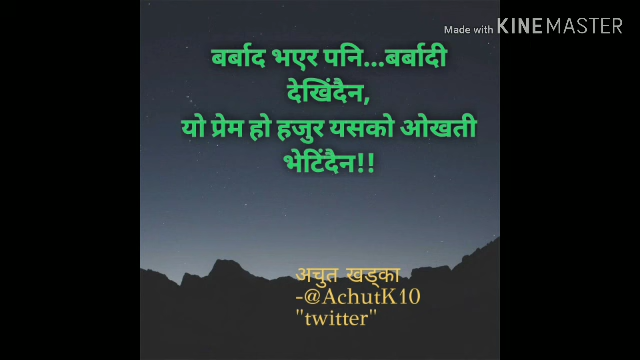 Made with KINEMASTER
बर्बाद भएर पनि...बर्बादी
देखिंदैन,
यो प्रेम हो हजुर यसको ओखती
भेटिंदैन!!
अचुत खड्का
-@AchutK10
"twitter"